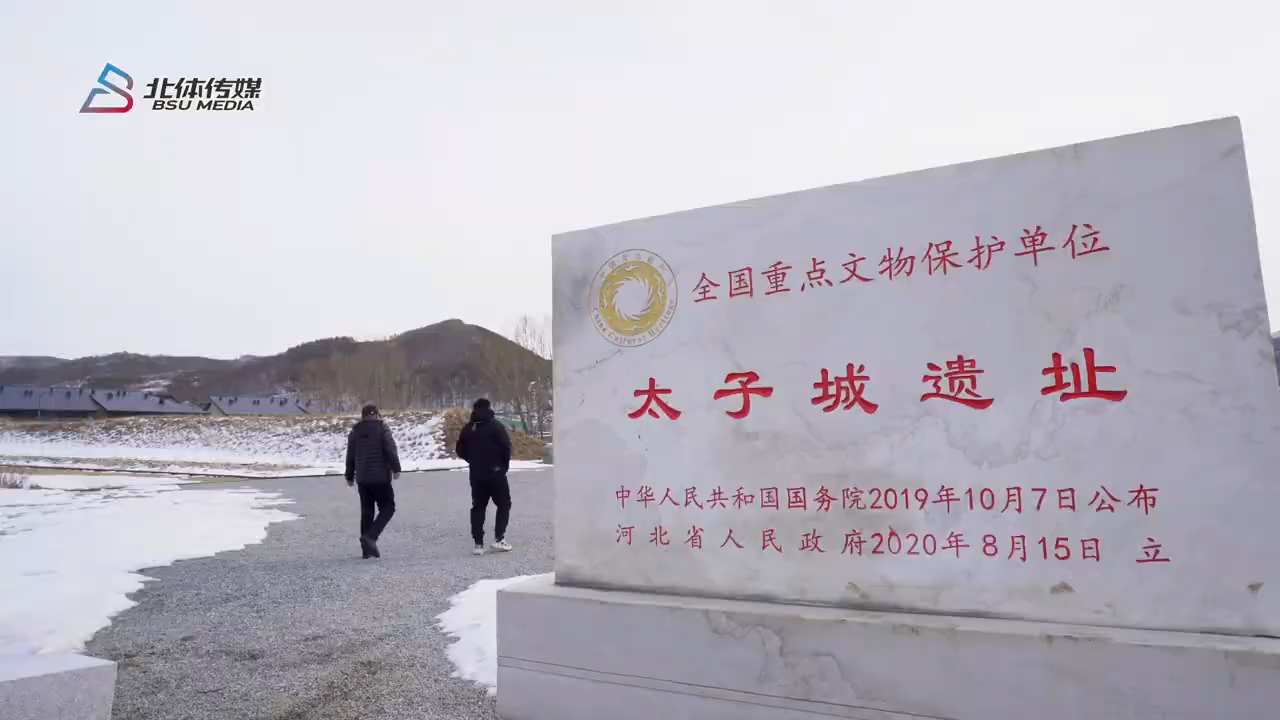 北体传媒
BSU MEDIA
全国重点文物保护单位
China Cultural Heritage
太子城遗址
中华人民共和国国务院2019年10月7日公布
河北省人民政府2020年8月15日 立